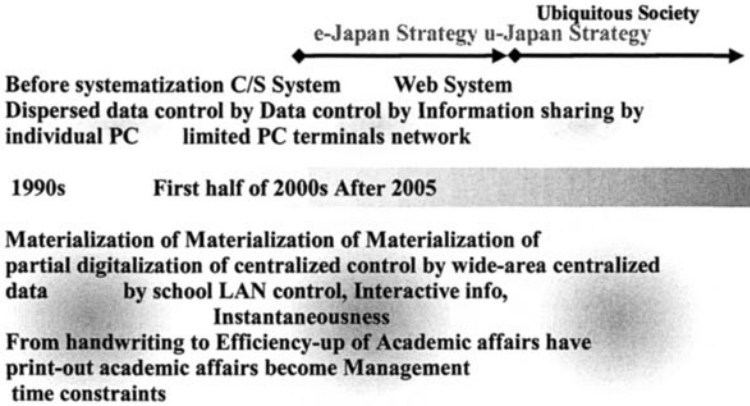 Ubiquitous Society
e-Japan Strategy u-Japan Strategy
Before systematization C/S System Web System
Dispersed data control by Data control by Information sharing by
individual PC limited PC terminals network
1990s First half of 2000s After 2005
Materialization of Materialization of Materialization of
partial digitalization of centralized control by wide-area centralized
data by school LAN control, Interactive info,
Instantaneousness
From handwriting to Efficiency-up of Academic affairs have
print-out academic affairs become Management
time constraints